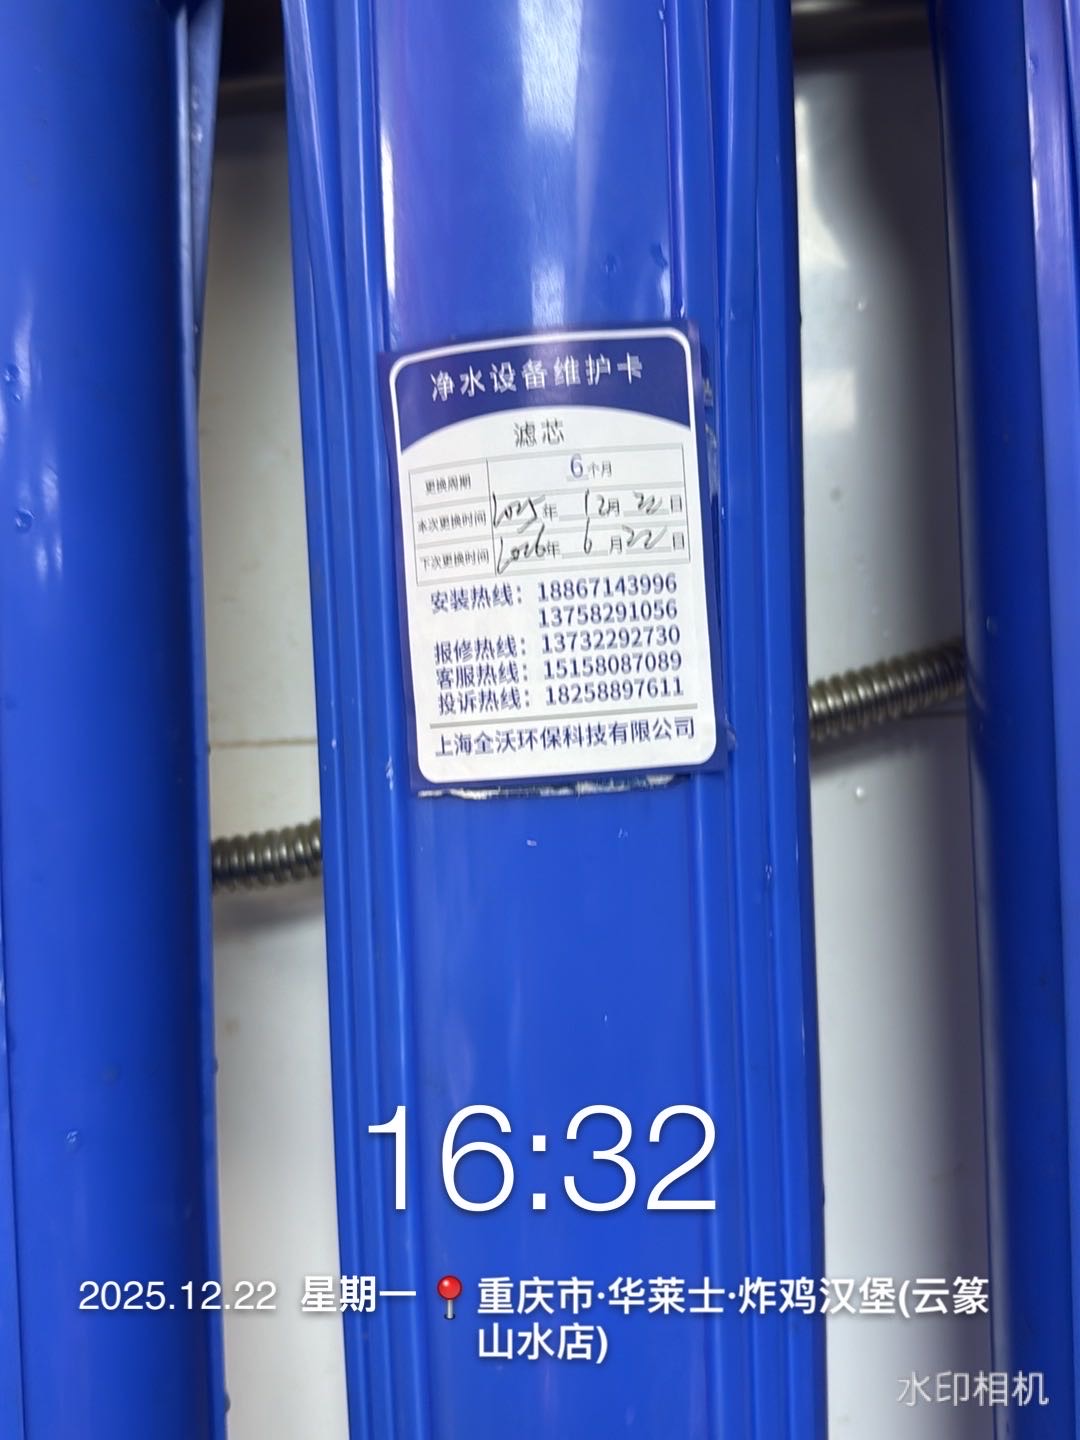 净水设备维护卡
滤芯
更换周期 6个月
本次更换时间 2025年 12月 22日
下次更换时间 2026年 6月22日
安装热线：18867143996
13758291056
报修热线：13732292730
客服热线：15158087089
投诉热线：18258897611
上海全沃环保科技有限公司
16:32
2025.12.22 星期一 重庆市·华莱士·炸鸡汉堡(云篆
山水店)
水印相机